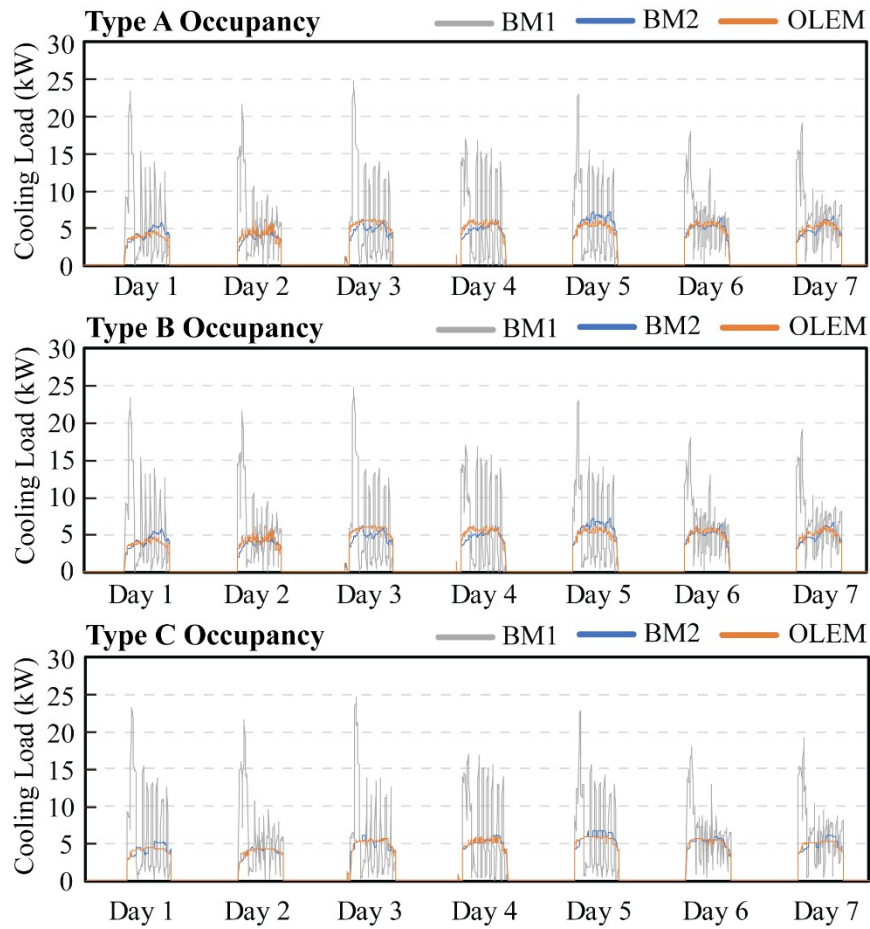 Type A Occupancy BM1 BM2 OLEM
Cooling Load (kW)
30
25
20
15
10
5
0
Day 1 Day 2 Day 3 Day 4 Day 5 Day 6 Day 7
Type B Occupancy BM1 BM2 OLEM
Cooling Load (kW)
30
25
20
15
10
5
0
Day 1 Day 2 Day 3 Day 4 Day 5 Day 6 Day 7
Type C Occupancy BM1 BM2 OLEM
Cooling Load (kW)
30
25
20
15
10
5
0
Day 1 Day 2 Day 3 Day 4 Day 5 Day 6 Day 7